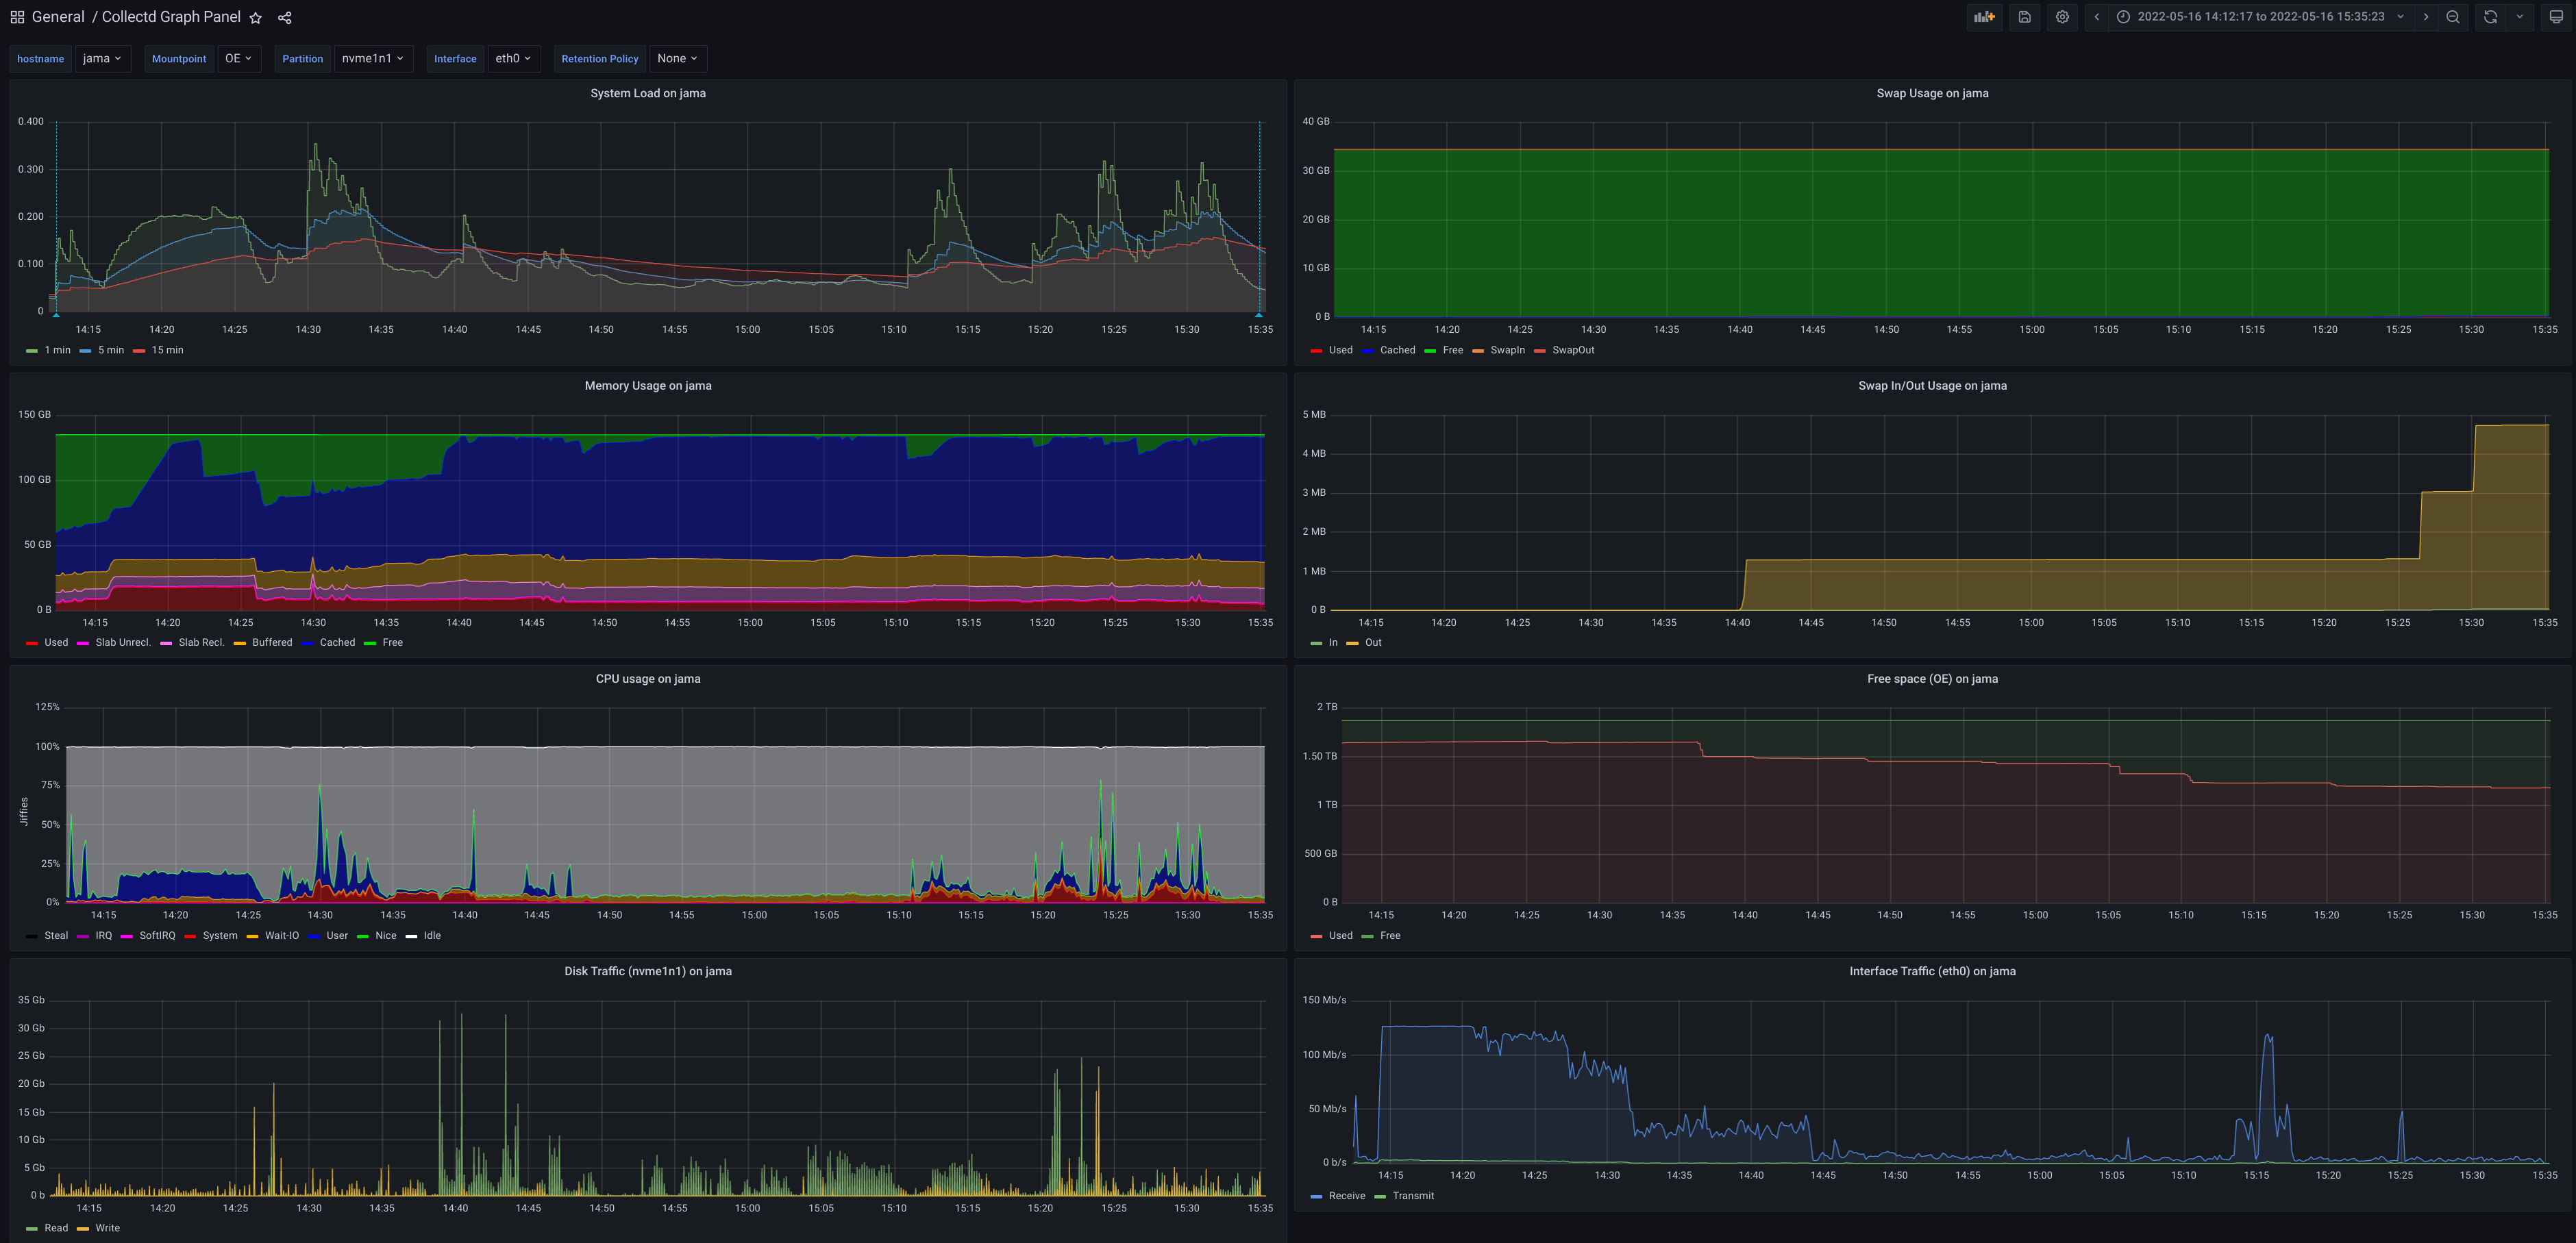 General / Collectd Graph Panel
2022-05-16 14:12:17 to 2022-05-16 15:35:23
hostname jama Mountpoint OE Partition nvme1n1 Interface eth0 Retention Policy None
System Load on jama
0.400
0.300
0.200
0.100
0
14:15 14:20 14:25 14:30 14:35 14:40 14:45 14:50 14:55 15:00 15:05 15:10 15:15 15:20 15:25 15:30 15:35
1 min 5 min 15 min
Swap Usage on jama
40 GB
30 GB
20 GB
10 GB
0 B
14:15 14:20 14:25 14:30 14:35 14:40 14:45 14:50 14:55 15:00 15:05 15:10 15:15 15:20 15:25 15:30 15:35
Used Cached Free SwapIn SwapOut
Memory Usage on jama
150 GB
100 GB
50 GB
0 B
14:15 14:20 14:25 14:30 14:35 14:40 14:45 14:50 14:55 15:00 15:05 15:10 15:15 15:20 15:25 15:30 15:35
Used Slab Unrecl. Slab Recl. Buffered Cached Free
Swap In/Out Usage on jama
5 MB
4 MB
3 MB
2 MB
1 MB
0 B
14:15 14:20 14:25 14:30 14:35 14:40 14:45 14:50 14:55 15:00 15:05 15:10 15:15 15:20 15:25 15:30 15:35
In Out
CPU usage on jama
Jiffies
125%
100%
75%
50%
25%
0%
14:15 14:20 14:25 14:30 14:35 14:40 14:45 14:50 14:55 15:00 15:05 15:10 15:15 15:20 15:25 15:30 15:35
Steal IRQ SoftIRQ System Wait-IO User Nice Idle
Free space (OE) on jama
2 TB
1.50 TB
1 TB
500 GB
0 B
14:15 14:20 14:25 14:30 14:35 14:40 14:45 14:50 14:55 15:00 15:05 15:10 15:15 15:20 15:25 15:30 15:35
Used Free
Disk Traffic (nvme1n1) on jama
35 Gb
30 Gb
25 Gb
20 Gb
15 Gb
10 Gb
5 Gb
0 b
14:15 14:20 14:25 14:30 14:35 14:40 14:45 14:50 14:55 15:00 15:05 15:10 15:15 15:20 15:25 15:30 15:35
Read Write
Interface Traffic (eth0) on jama
150 Mb/s
100 Mb/s
50 Mb/s
0 b/s
14:15 14:20 14:25 14:30 14:35 14:40 14:45 14:50 14:55 15:00 15:05 15:10 15:15 15:20 15:25 15:30 15:35
Receive Transmit